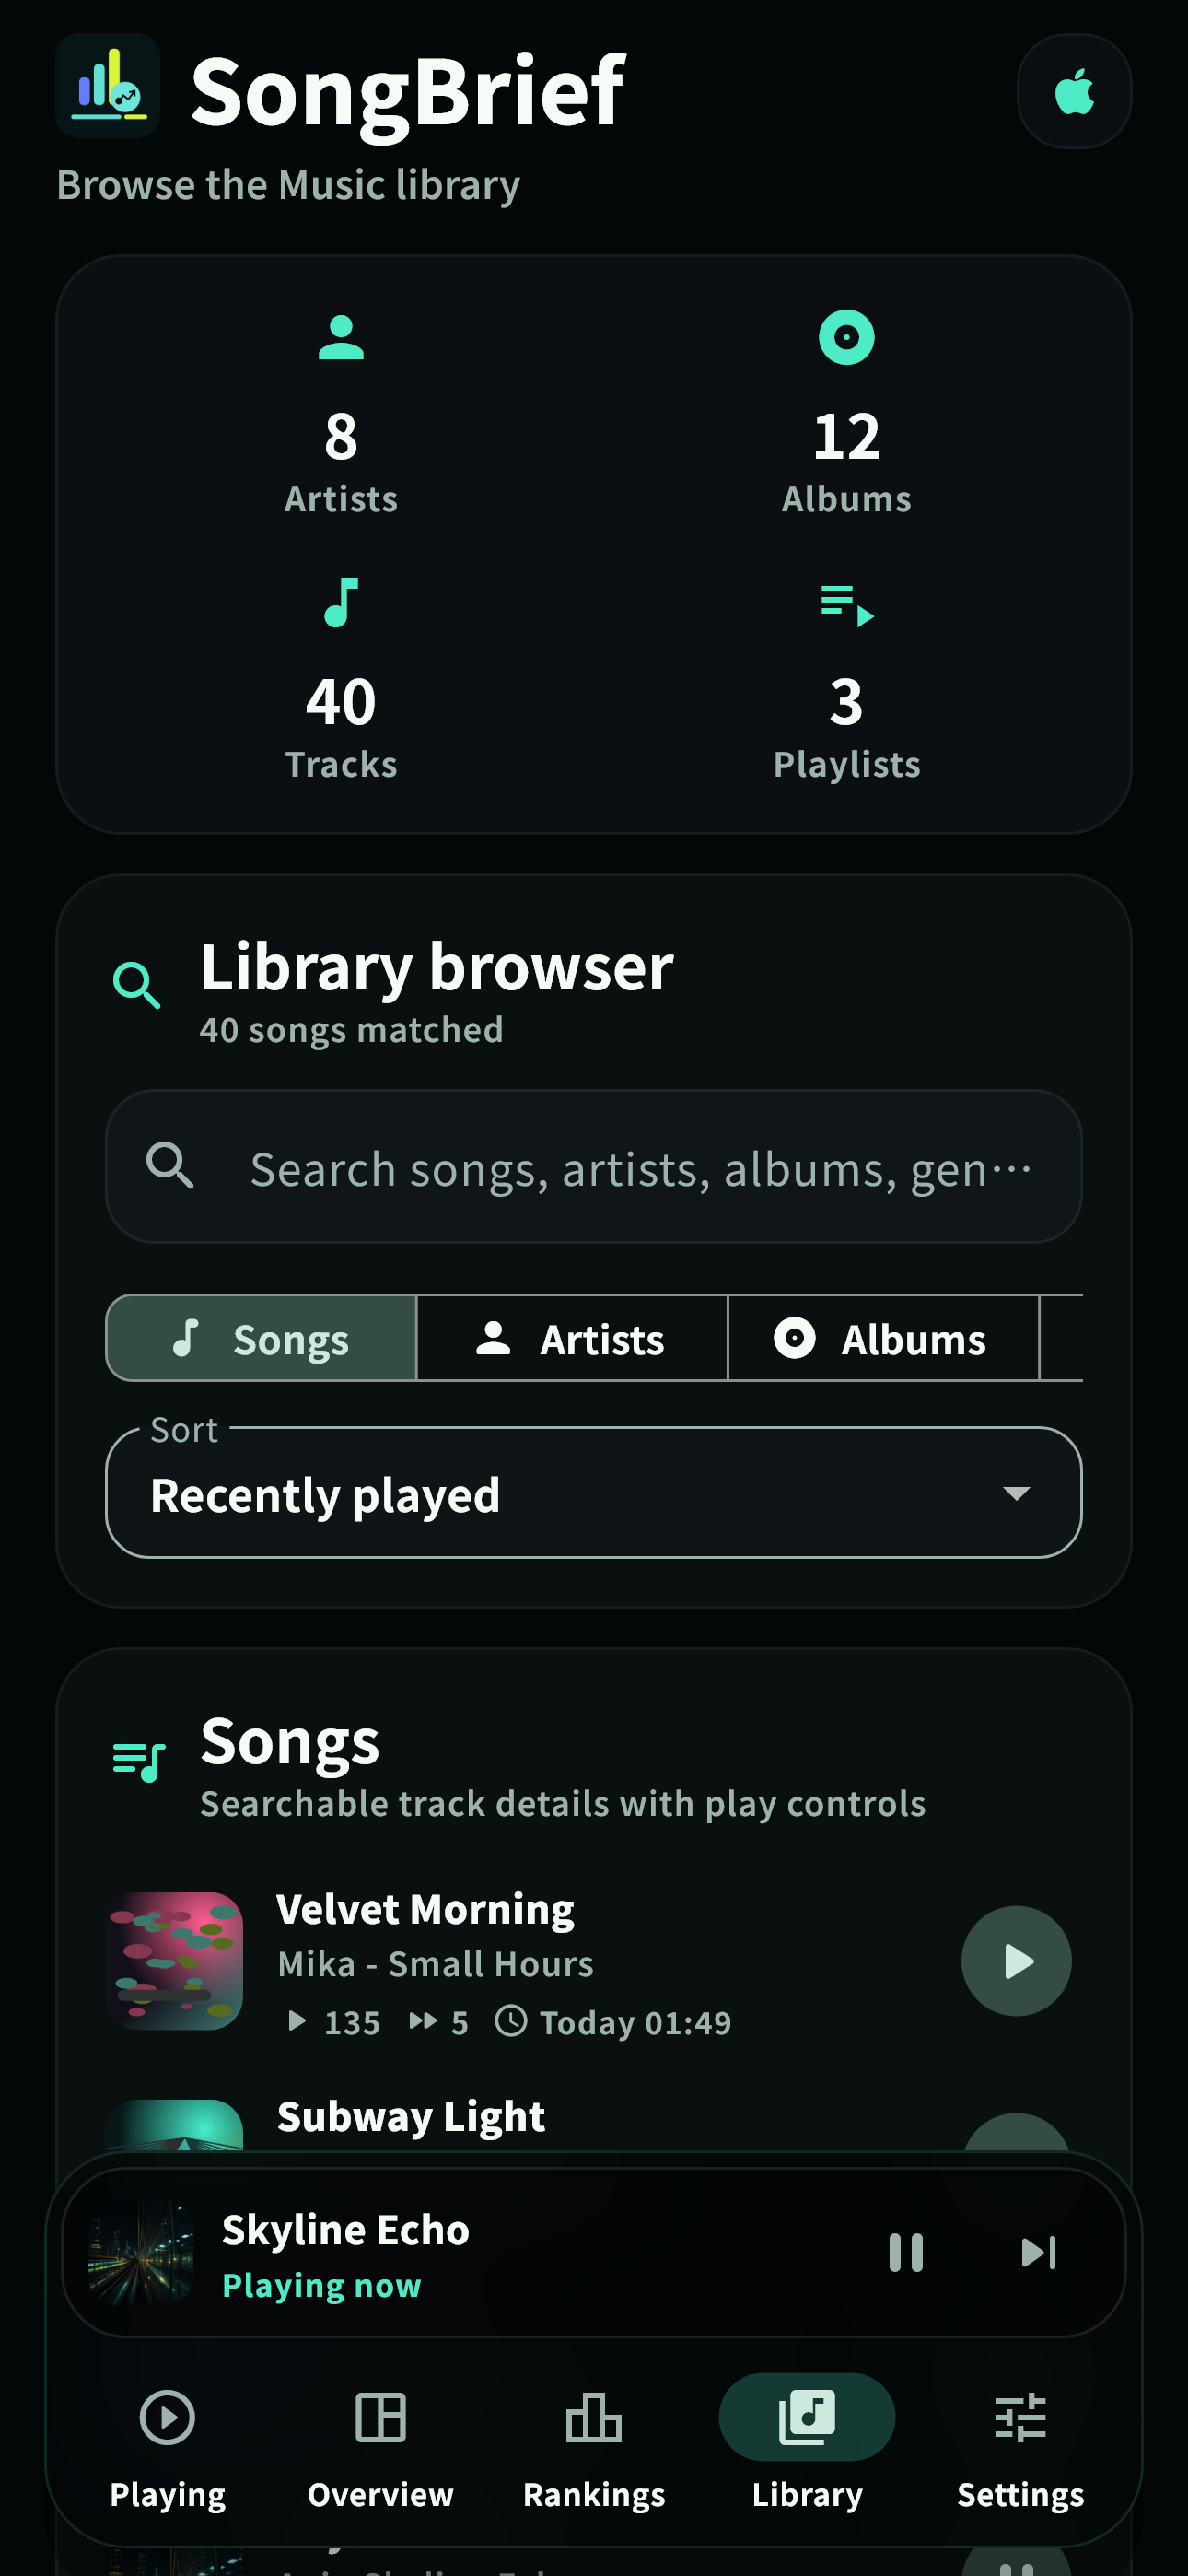 SongBrief
Browse the Music library
8
Artists
12
Albums
40
Tracks
3
Playlists
Library browser
40 songs matched
Search songs, artists, albums, gen···
Songs
Artists
Albums
Sort
Recently played
Songs
Searchable track details with play controls
Velvet Morning
Mika - Small Hours
135
5
Today 01:49
Subway Light
Skyline Echo
Playing now
Playing
Overview
Rankings
Library
Settings